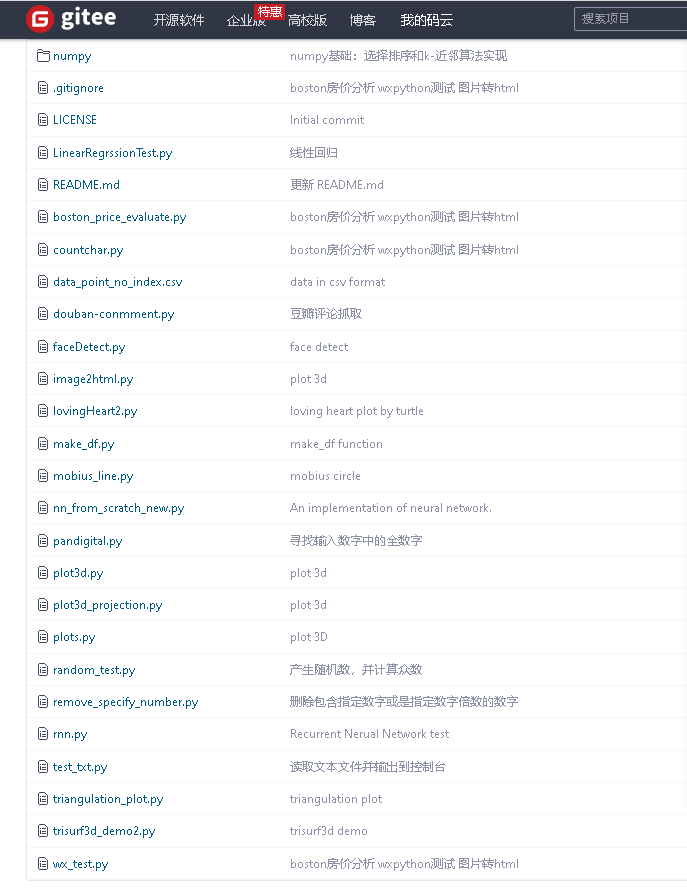 gitee 开源软件 企业版 特惠 高校版 博客 我的码云 搜索项目
numpy numpy基础：选择排序和k-近邻算法实现
.gitignore boston房价分析 wxpython测试 图片转html
LICENSE Initial commit
LinearRegrssionTest.py 线性回归
README.md 更新 README.md
boston_price_evaluate.py boston房价分析 wxpython测试 图片转html
countchar.py boston房价分析 wxpython测试 图片转html
data_point_no_index.csv data in csv format
douban-conmment.py 豆瓣评论抓取
faceDetect.py face detect
image2html.py plot 3d
lovingHeart2.py loving heart plot by turtle
make_df.py make_df function
mobius_line.py mobius circle
nn_from_scratch_new.py An implementation of neural network.
pandigital.py 寻找输入数字中的全数字
plot3d.py plot 3d
plot3d_projection.py plot 3d
plots.py plot 3D
random_test.py 产生随机数，并计算众数
remove_specify_number.py 删除包含指定数字或是指定数字倍数的数字
rnn.py Recurrent Nerual Network test
test_txt.py 读取文本文件并输出到控制台
triangulation_plot.py triangulation plot
trisurf3d_demo2.py trisurf3d demo
wx_test.py boston房价分析 wxpython测试 图片转html